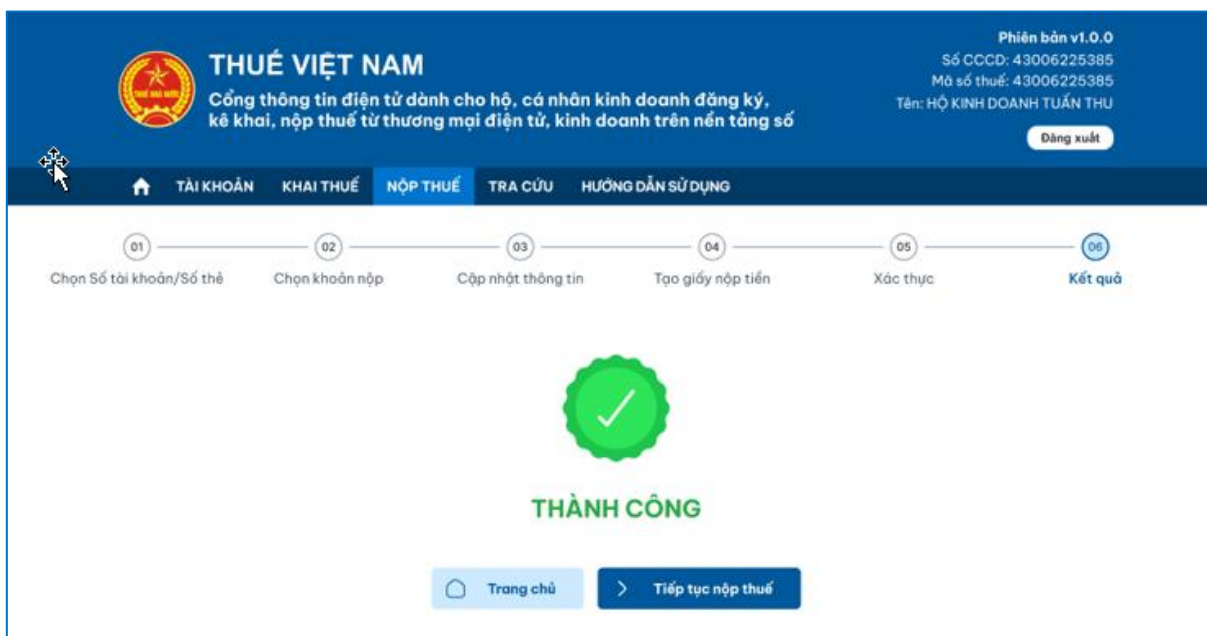 Phiên bản v1.0.0
Số CCCD: 43006225385
Mã số thuế: 43006225385
Tên: HỘ KINH DOANH TUẤN THU
Đăng xuất
THUẾ VIỆT NAM
Cổng thông tin điện tử dành cho hộ, cá nhân kinh doanh đăng ký,
kê khai, nộp thuế từ thương mại điện tử, kinh doanh trên nền tảng số
TÀI KHOẢN KHAI THUẾ NỘP THUẾ TRA CỨU HƯỚNG DẪN SỬ DỤNG
01 02 03 04 05 06
Chọn Số tài khoản/Số thẻ Chọn khoản nộp Cập nhật thông tin Tạo giấy nộp tiền Xác thực Kết quả
THÀNH CÔNG
Trang chủ Tiếp tục nộp thuế